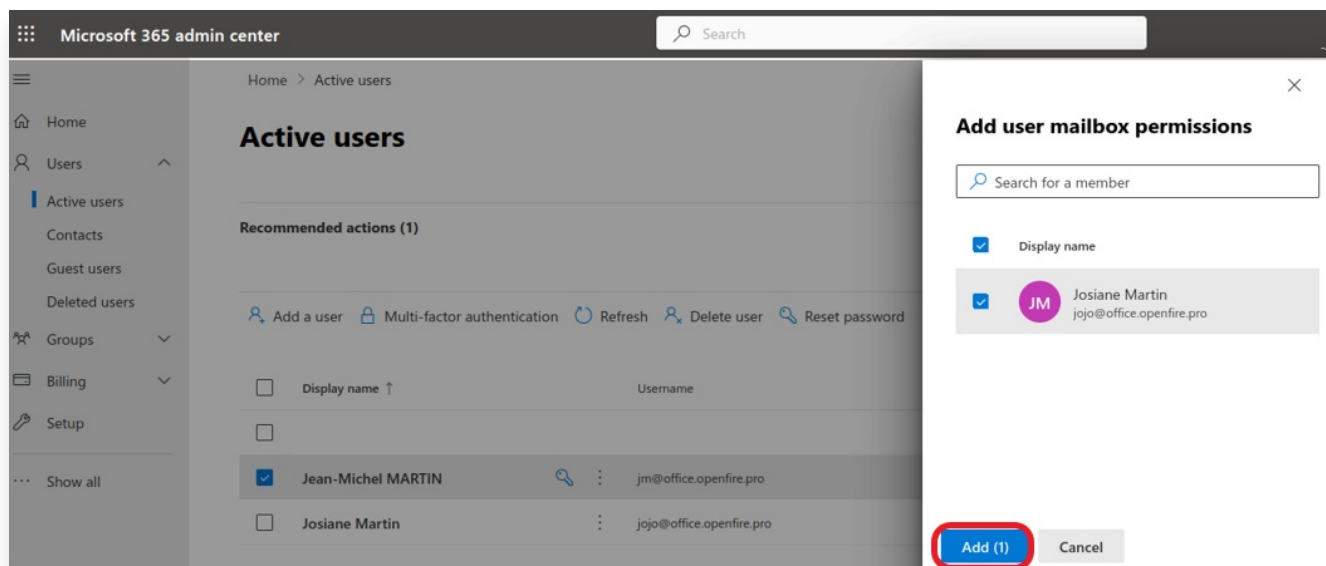 Microsoft 365 admin center
Search
Home > Active users
Home
Users
Active users
Contacts
Guest users
Deleted users
Groups
Billing
Setup
Show all
Active users
Recommended actions (1)
Add a user Multi-factor authentication Refresh Delete user Reset password
Display name ↑ Username
Jean-Michel MARTIN jm@office.openfire.pro
Josiane Martin jojo@office.openfire.pro
Add user mailbox permissions
Search for a member
Display name
JM
Josiane Martin
jojo@office.openfire.pro
Add (1) Cancel